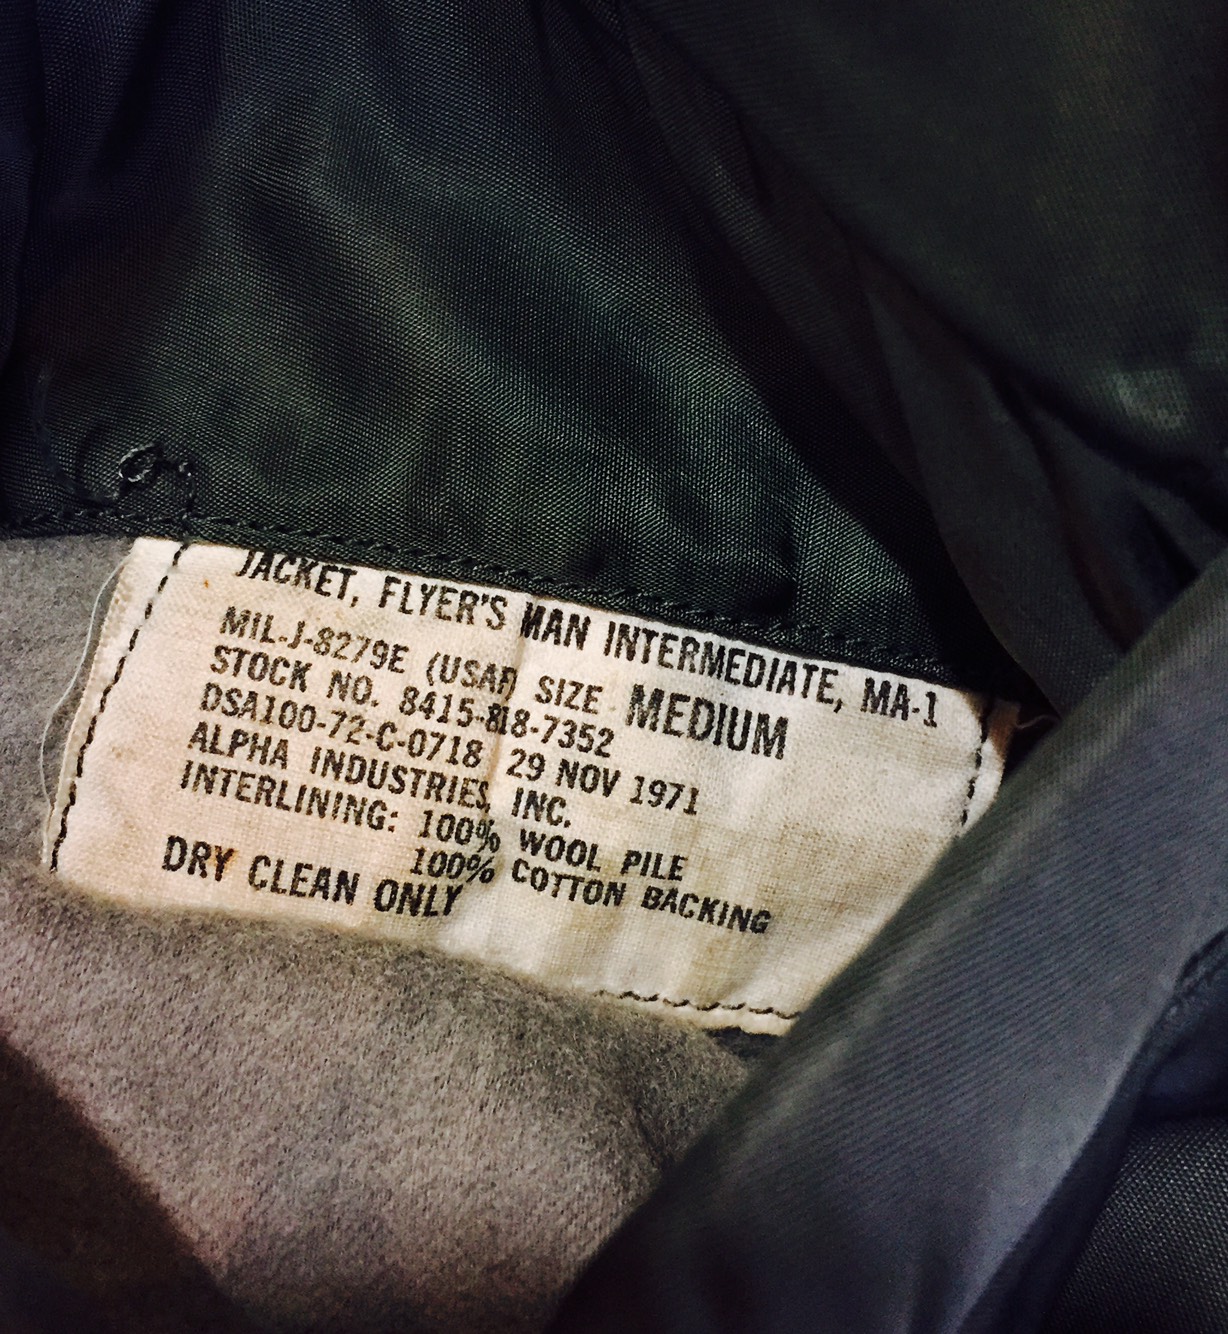 JACKET, FLYER'S MAN INTERMEDIATE, MA-1
MIL-J-8279E (USAF) SIZE MEDIUM
STOCK NO. 8415-818-7352
DSA100-72-C-0718 29 NOV 1971
ALPHA INDUSTRIES, INC.
INTERLINING: 100% WOOL PILE
100% COTTON BACKING
DRY CLEAN ONLY